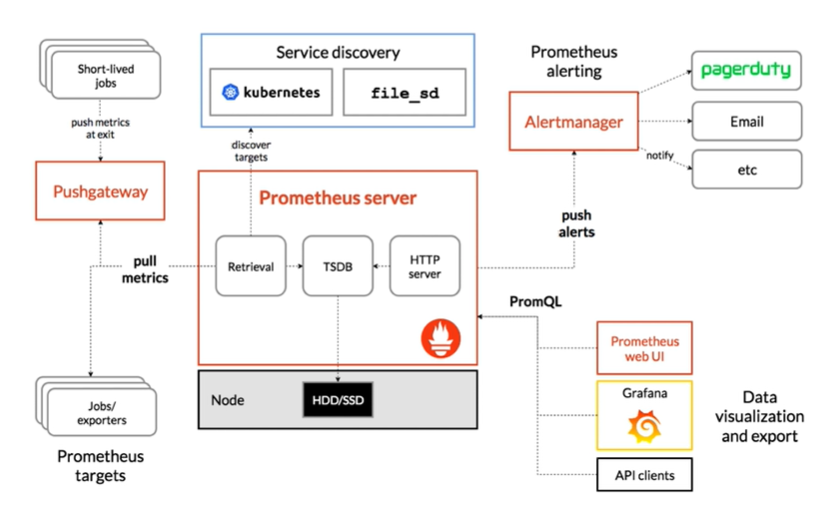 Short-lived
jobs
push metrics
at exit
Pushgateway
Service discovery
kubernetes
file_sd
discover
targets
Prometheus
alerting
Alertmanager
pagerduty
Email
etc
notify
Prometheus server
Retrieval
TSDB
HTTP
server
pull
metrics
push
alerts
PromQL
Node
HDD/SSD
Jobs/
exporters
Prometheus
targets
Prometheus
web UI
Grafana
API clients
Data
visualization
and export